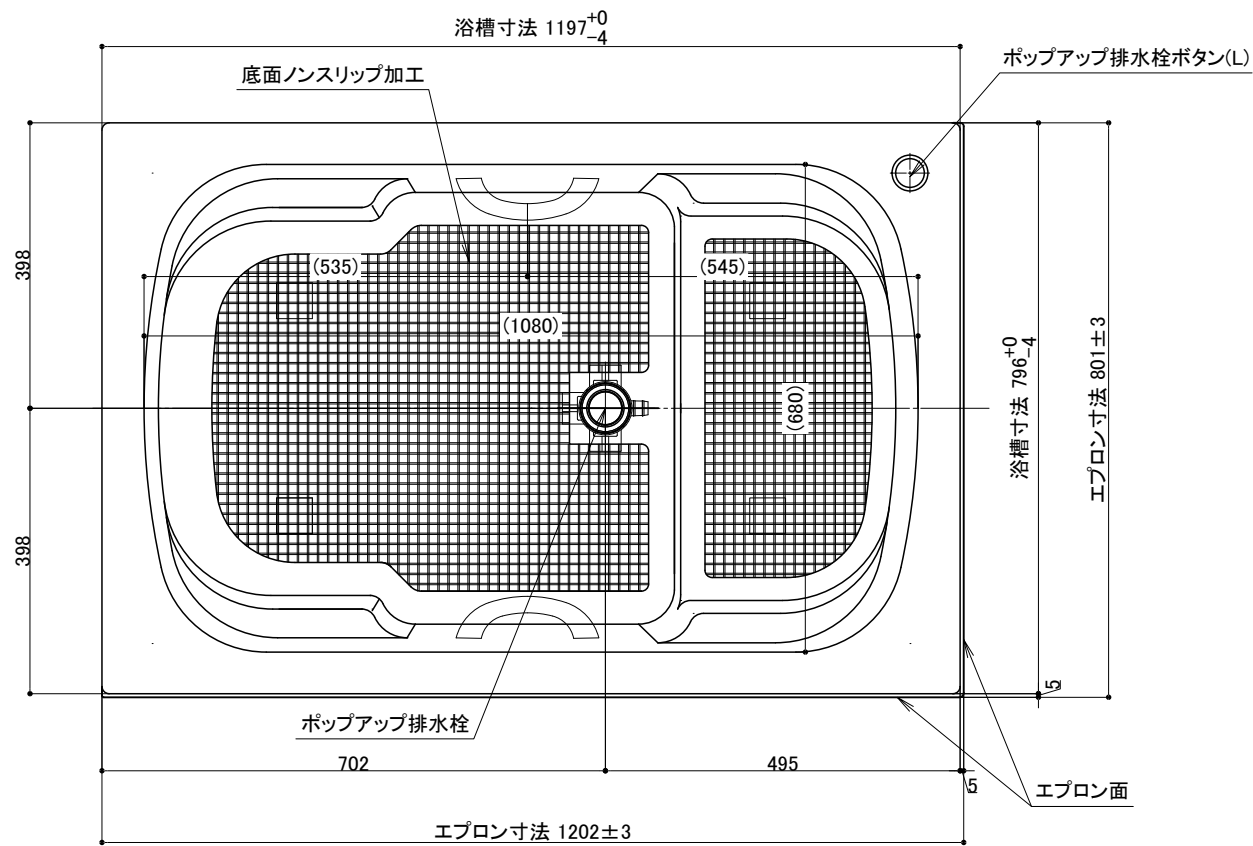 浴槽寸法 1197+0-4
ポップアップ排水栓ボタン(L)
底面ノンスリップ加工
398
(535)
(545)
(1080)
(680)
浴槽寸法 796+0-4
エプロン寸法 801±3
398
5
ポップアップ排水栓
702
495
5
エプロン面
エプロン寸法 1202±3